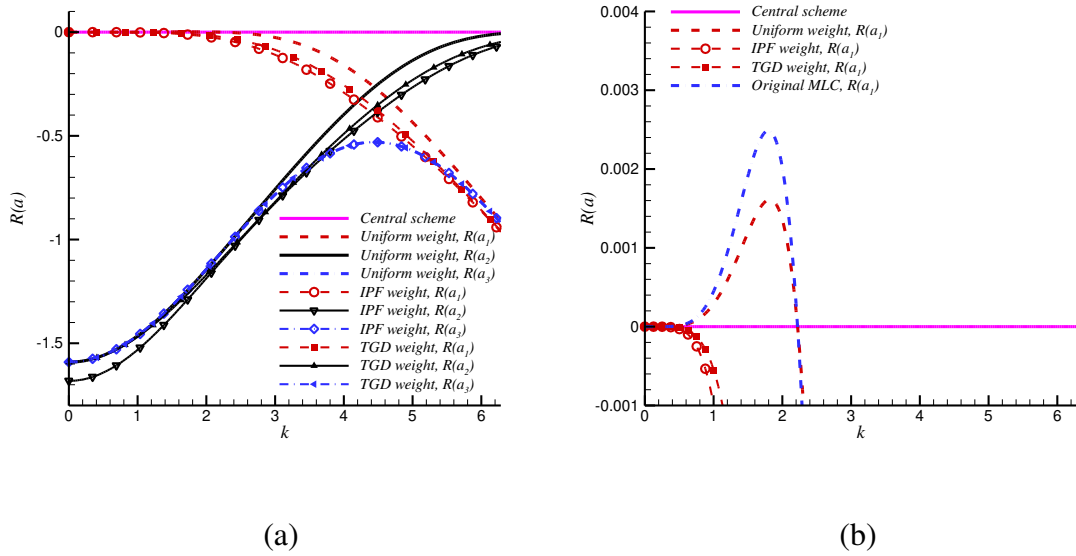 R(a)
0
-0.5
-1
-1.5
0 1 2 3 4 5 6
k
Central scheme
Uniform weight, R(a1)
Uniform weight, R(a2)
Uniform weight, R(a3)
IPF weight, R(a1)
IPF weight, R(a2)
IPF weight, R(a3)
TGD weight, R(a1)
TGD weight, R(a2)
TGD weight, R(a3)
(a)
R(a)
0.004
0.003
0.002
0.001
0.000
-0.001
0 1 2 3 4 5 6
k
Central scheme
Uniform weight, R(a1)
IPF weight, R(a1)
TGD weight, R(a1)
Original MLC, R(a1)
(b)